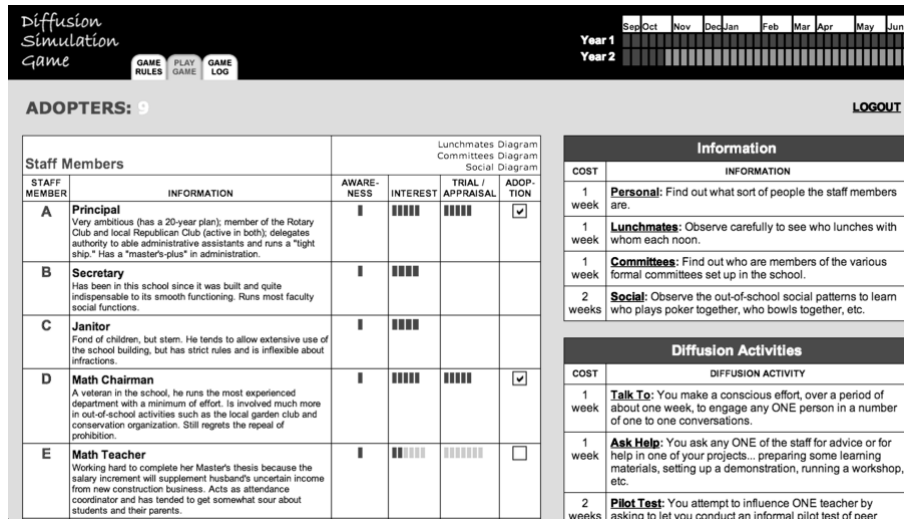 Diffusion
Simulation
Game
GAME RULES
PLAY GAME
GAME LOG
Sep Oct Nov Dec Jan Feb Mar Apr May Jun
Year 1
Year 2
ADOPTERS: 9
LOGOUT
Staff Members
Lunchmates Diagram
Committees Diagram
Social Diagram
STAFF MEMBER INFORMATION AWARE-NESS INTEREST TRIAL / APPRAISAL ADOP-TION
A
Principal
Very ambitious (has a 20-year plan); member of the Rotary
Club and local Republican Club (active in both); delegates
authority to able administrative assistants and runs a "tight
ship." Has a "master's-plus" in administration.
B
Secretary
Has been in this school since it was built and quite
indispensable to its smooth functioning. Runs most faculty
social functions.
C
Janitor
Fond of children, but stern. He tends to allow extensive use of
the school building, but has strict rules and is inflexible about
infractions.
D
Math Chairman
A veteran in the school, he runs the most experienced
department with a minimum of effort. Is involved much more
in out-of-school activities such as the local garden club and
conservation organization. Still regrets the repeal of
prohibition.
E
Math Teacher
Working hard to complete her Master's thesis because the
salary increment will supplement husband's uncertain income
from new construction business. Acts as attendance
coordinator and has tended to get somewhat sour about
students and their parents.
Information
COST INFORMATION
1 week
Personal: Find out what sort of people the staff members
are.
1 week
Lunchmates: Observe carefully to see who lunches with
whom each noon.
1 week
Committees: Find out who are members of the various
formal committees set up in the school.
2 weeks
Social: Observe the out-of-school social patterns to learn
who plays poker together, who bowls together, etc.
Diffusion Activities
COST DIFFUSION ACTIVITY
1 week
Talk To: You make a conscious effort, over a period of
about one week, to engage any ONE person in a number
of one to one conversations.
1 week
Ask Help: You ask any ONE of the staff for advice or for
help in one of your projects... preparing some learning
materials, setting up a demonstration, running a workshop,
etc.
2 weeks
Pilot Test: You attempt to influence ONE teacher by
asking to let you conduct an informal pilot test of peer